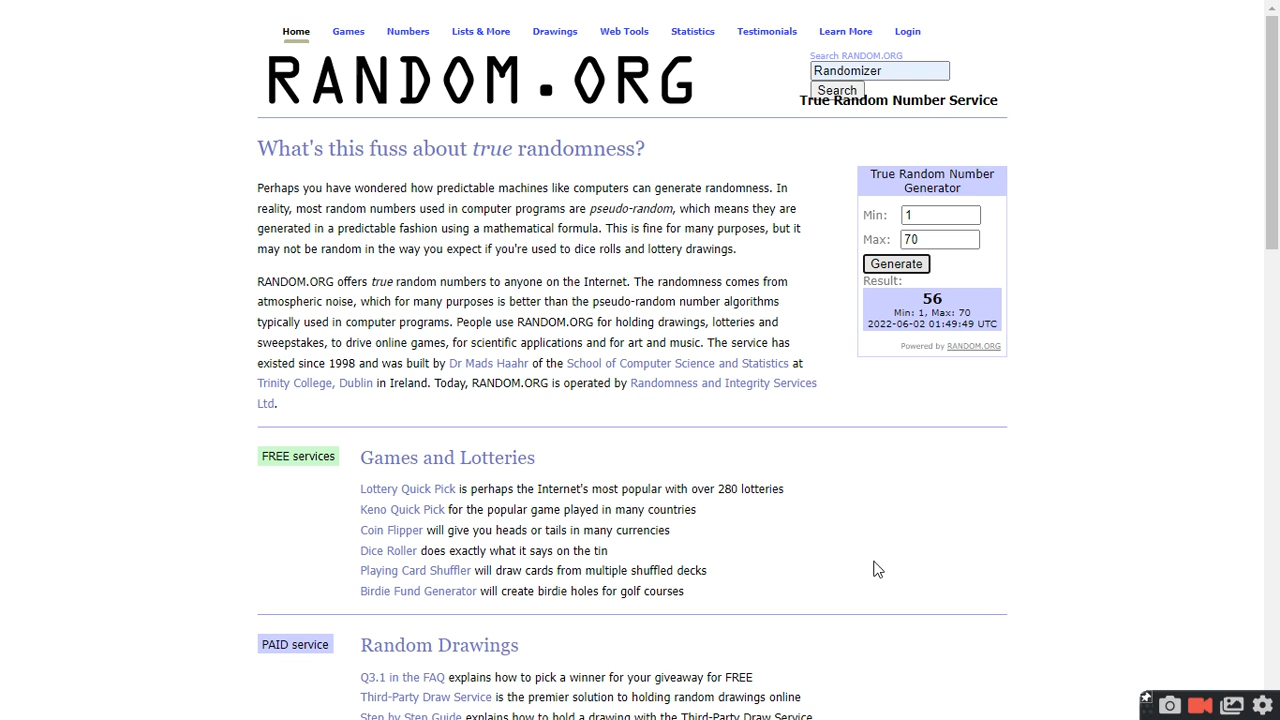 Home Games Numbers Lists & More Drawings Web Tools Statistics Testimonials Learn More Login
RANDOM.ORG
Search RANDOM.ORG
Randomizer
Search
True Random Number Service
What's this fuss about true randomness?
Perhaps you have wondered how predictable machines like computers can generate randomness. In
reality, most random numbers used in computer programs are pseudo-random, which means they are
generated in a predictable fashion using a mathematical formula. This is fine for many purposes, but it
may not be random in the way you expect if you're used to dice rolls and lottery drawings.
RANDOM.ORG offers true random numbers to anyone on the Internet. The randomness comes from
atmospheric noise, which for many purposes is better than the pseudo-random number algorithms
typically used in computer programs. People use RANDOM.ORG for holding drawings, lotteries and
sweepstakes, to drive online games, for scientific applications and for art and music. The service has
existed since 1998 and was built by Dr Mads Haahr of the School of Computer Science and Statistics at
Trinity College, Dublin in Ireland. Today, RANDOM.ORG is operated by Randomness and Integrity Services
Ltd.
True Random Number
Generator
Min: 1
Max: 70
Generate
Result:
56
Min: 1, Max: 70
2022-06-02 01:49:49 UTC
Powered by RANDOM.ORG
FREE services
Games and Lotteries
Lottery Quick Pick is perhaps the Internet's most popular with over 280 lotteries
Keno Quick Pick for the popular game played in many countries
Coin Flipper will give you heads or tails in many currencies
Dice Roller does exactly what it says on the tin
Playing Card Shuffler will draw cards from multiple shuffled decks
Birdie Fund Generator will create birdie holes for golf courses
PAID service
Random Drawings
Q3.1 in the FAQ explains how to pick a winner for your giveaway for FREE
Third-Party Draw Service is the premier solution to holding random drawings online
Step by Step Guide explains how to hold a drawing with the Third-Party Draw Service